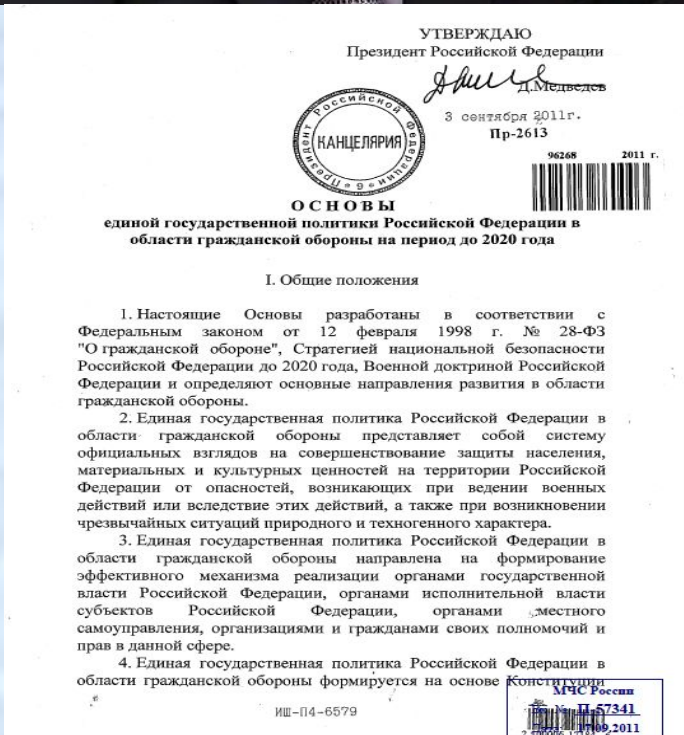 УТВЕРЖДАЮ
Президент Российской Федерации
Д.Медведев
3 сентября 2011г.
Пр-2613
96268 2011 г.
Президент Российской Федерации
КАНЦЕЛЯРИЯ
О С Н О В Ы
единой государственной политики Российской Федерации в
области гражданской обороны на период до 2020 года
I. Общие положения
1. Настоящие Основы разработаны в соответствии с
Федеральным законом от 12 февраля 1998 г. № 28-ФЗ
"О гражданской обороне", Стратегией национальной безопасности
Российской Федерации до 2020 года, Военной доктриной Российской
Федерации и определяют основные направления развития в области
гражданской обороны.
2. Единая государственная политика Российской Федерации в
области гражданской обороны представляет собой систему
официальных взглядов на совершенствование защиты населения,
материальных и культурных ценностей на территории Российской
Федерации от опасностей, возникающих при ведении военных
действий или вследствие этих действий, а также при возникновении
чрезвычайных ситуаций природного и техногенного характера.
3. Единая государственная политика Российской Федерации в
области гражданской обороны направлена на формирование
эффективного механизма реализации органами государственной
власти Российской Федерации, органами исполнительной власти
субъектов Российской Федерации, органами местного
самоуправления, организациями и гражданами своих полномочий и
прав в данной сфере.
4. Единая государственная политика Российской Федерации в
области гражданской обороны формируется на основе Конституции
МЧС России
№ П-57341
17.09.2011
ИШ-П4-6579